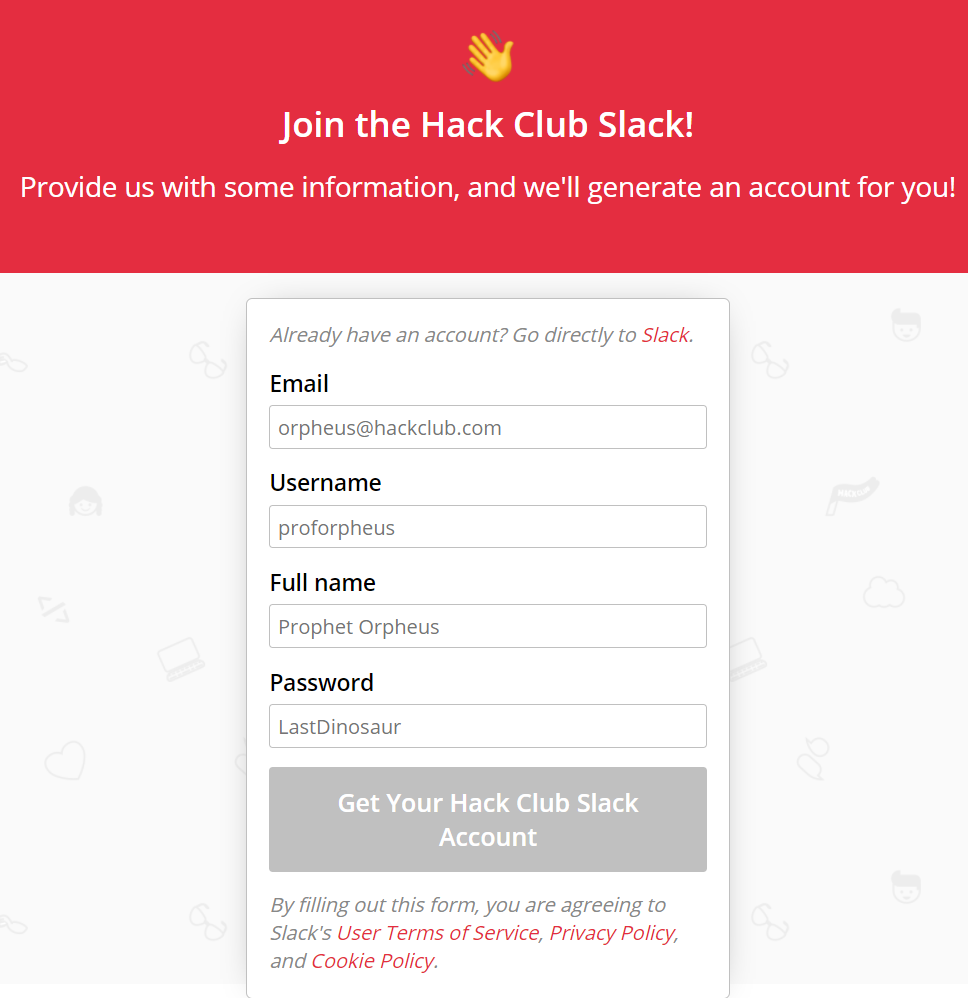 Join the Hack Club Slack!
Provide us with some information, and we'll generate an account for you!
Already have an account? Go directly to Slack.
Email
orpheus@hackclub.com
Username
proforpheus
HACK CLUB
Full name
Prophet Orpheus
Password
LastDinosaur
Get Your Hack Club Slack
Account
By filling out this form, you are agreeing to
Slack's User Terms of Service, Privacy Policy,
and Cookie Policy.